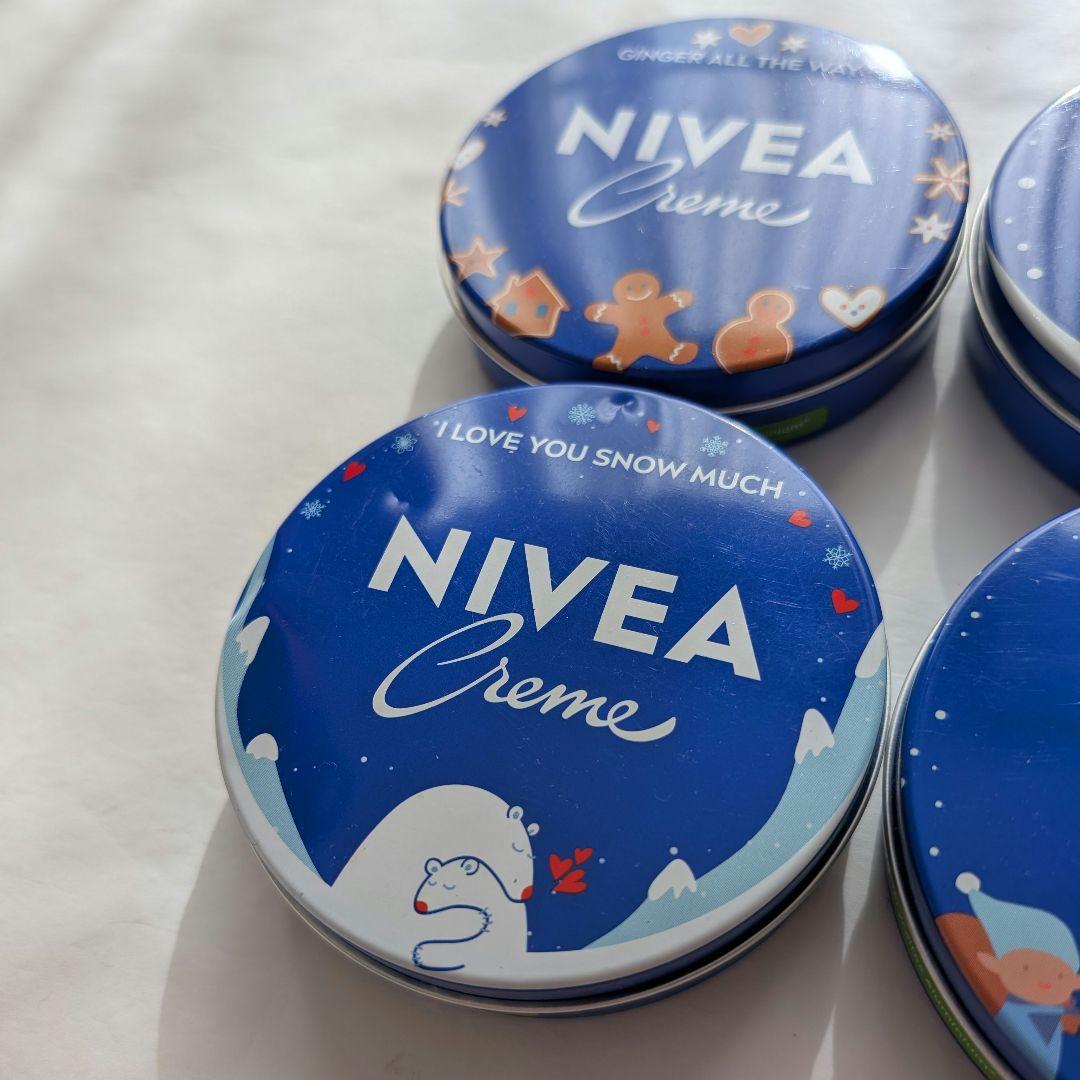 GINGER ALL THE WAY
NIVEA
Creme
I LOVE YOU SNOW MUCH
NIVEA
Creme